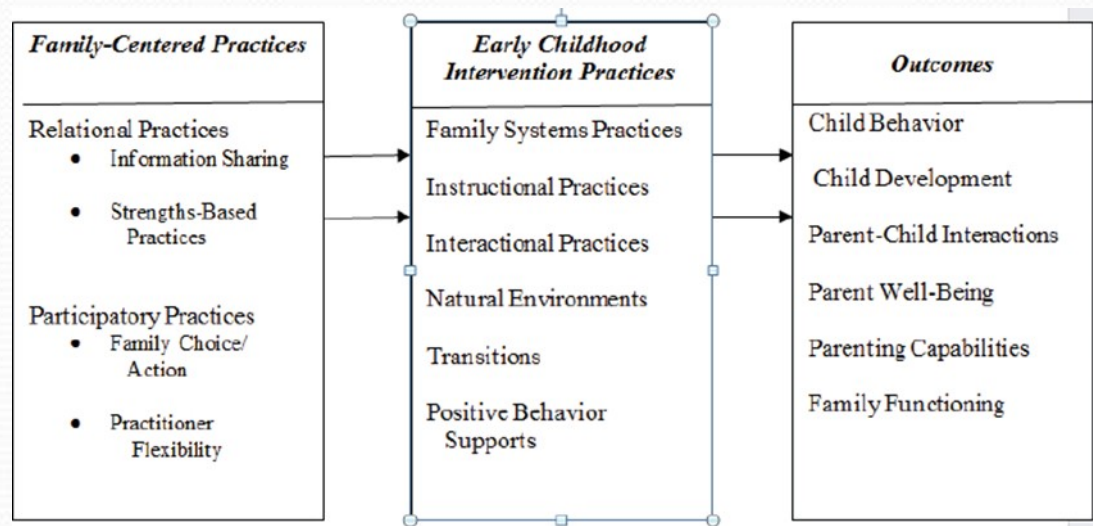 Family-Centered Practices
Relational Practices
• Information Sharing
• Strengths-Based
Practices
Participatory Practices
• Family Choice/
Action
• Practitioner
Flexibility
Early Childhood
Intervention Practices
Family Systems Practices
Instructional Practices
Interactional Practices
Natural Environments
Transitions
Positive Behavior
Supports
Outcomes
Child Behavior
Child Development
Parent-Child Interactions
Parent Well-Being
Parenting Capabilities
Family Functioning